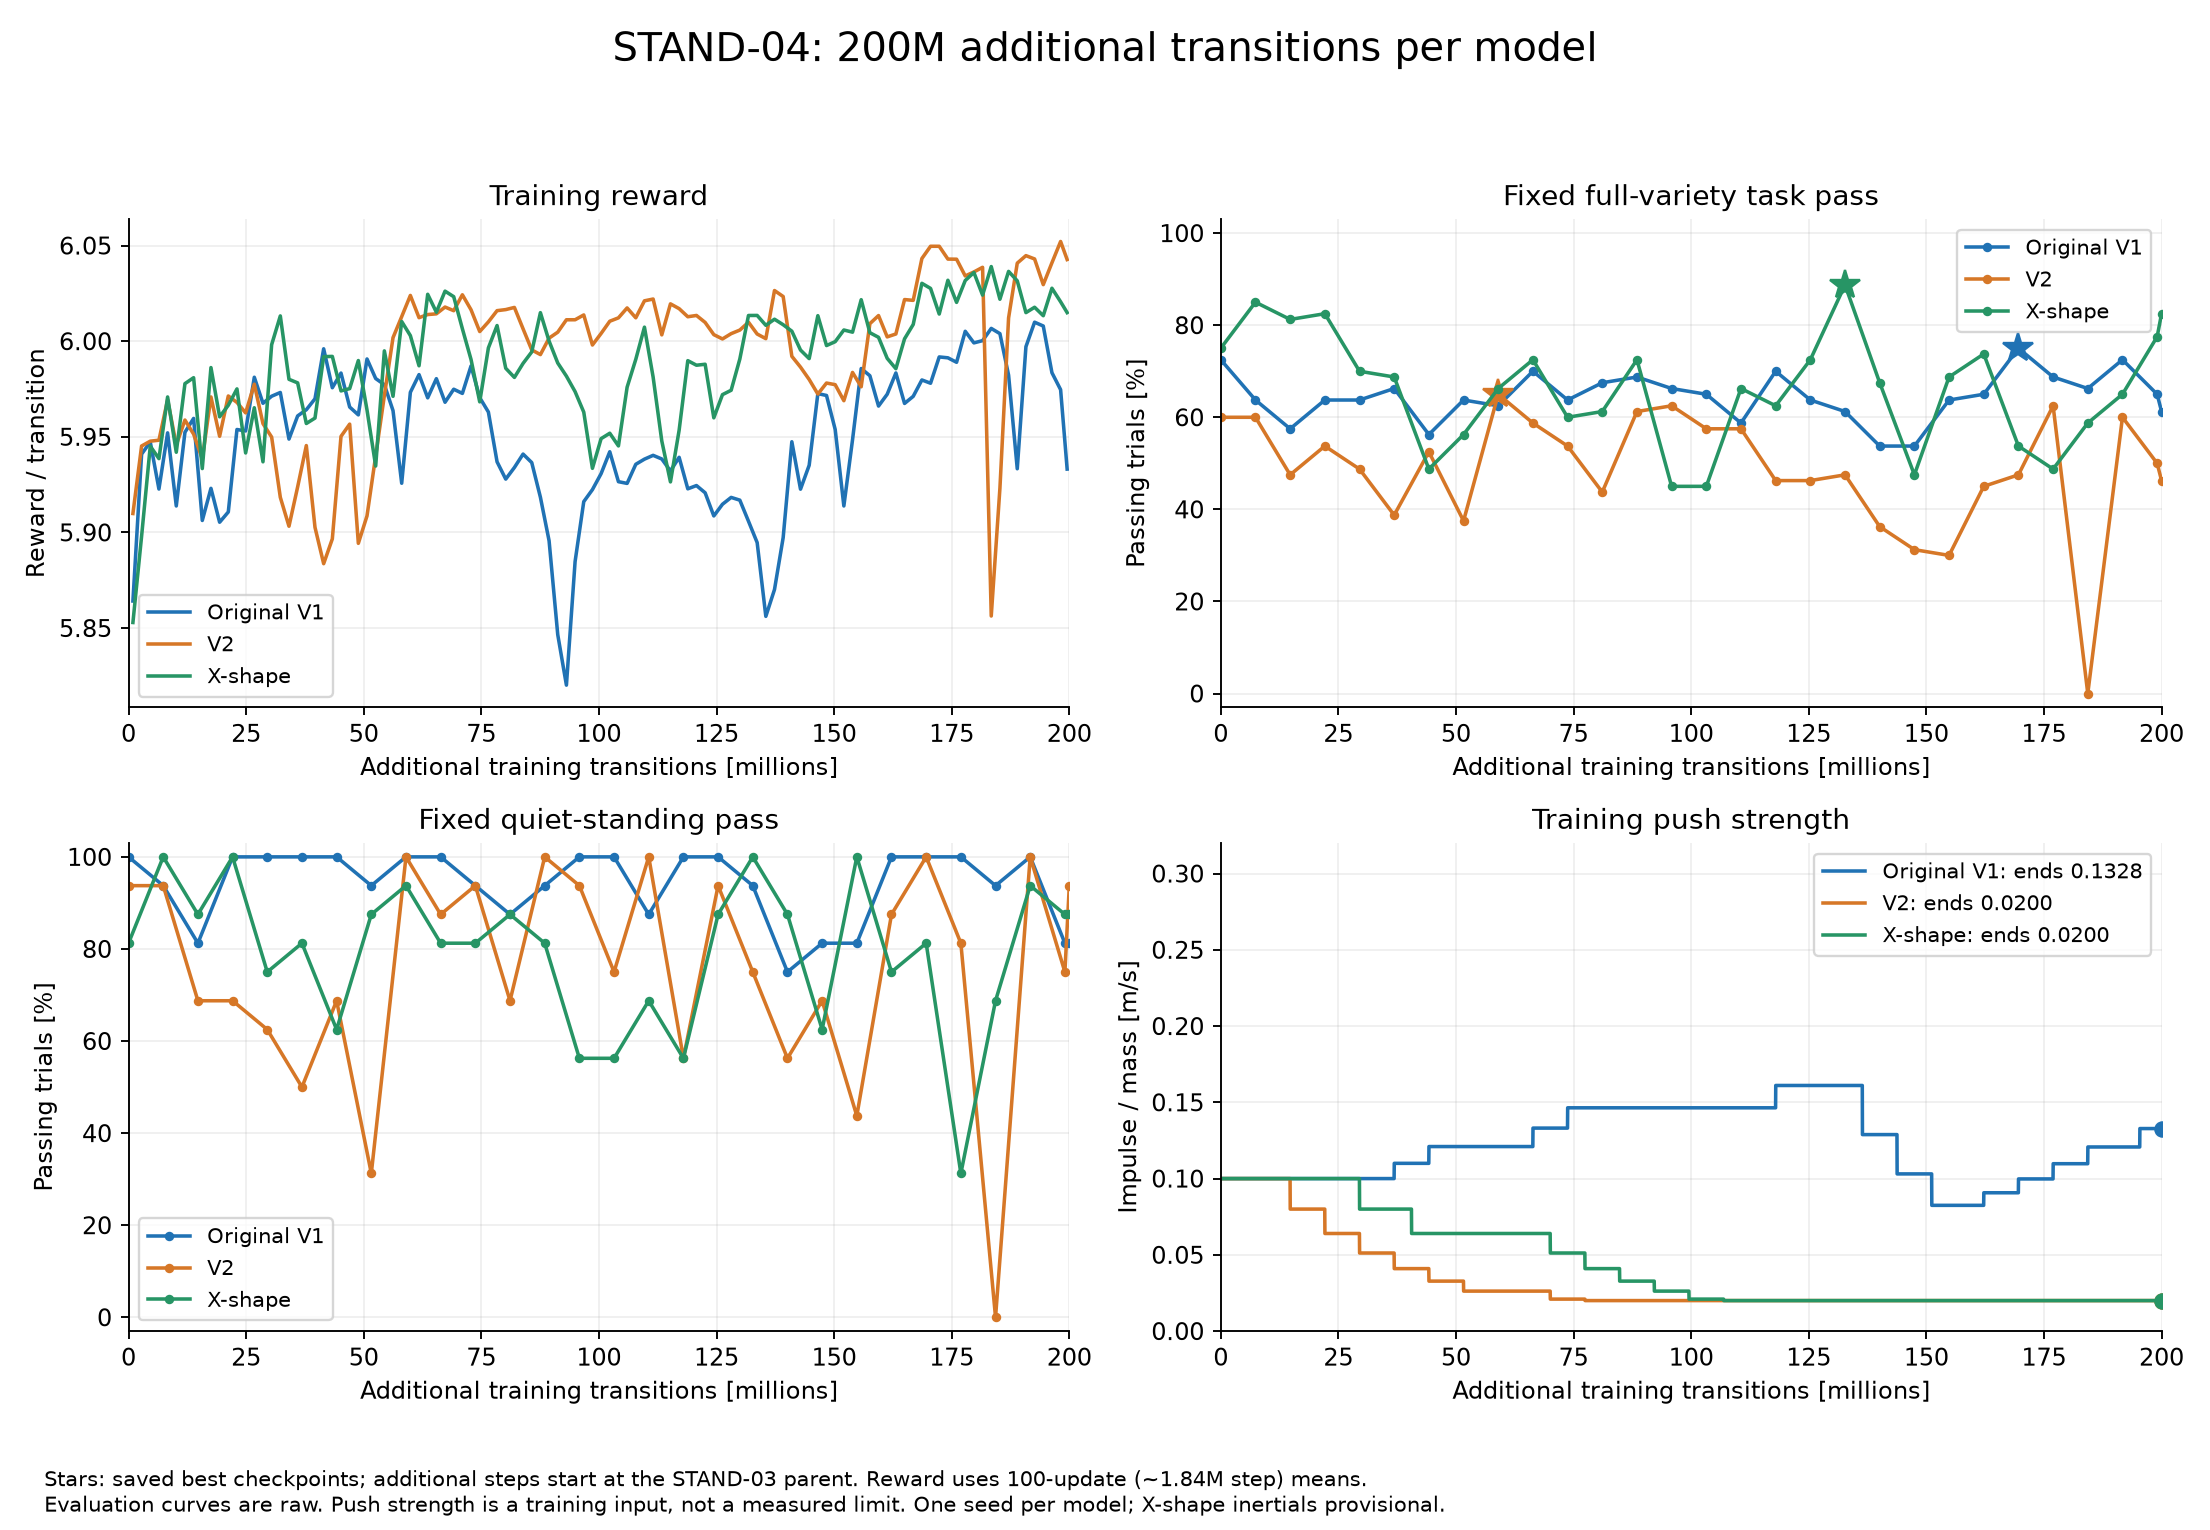 STAND-04: 200M additional transitions per model
Training reward
Reward / transition
6.05
6.00
5.95
5.90
5.85
Original V1
V2
X-shape
0 25 50 75 100 125 150 175 200
Additional training transitions [millions]
Fixed full-variety task pass
Passing trials [%]
100
80
60
40
20
0
Original V1
V2
X-shape
0 25 50 75 100 125 150 175 200
Additional training transitions [millions]
Fixed quiet-standing pass
Passing trials [%]
100
80
60
40
20
0
Original V1
V2
X-shape
0 25 50 75 100 125 150 175 200
Additional training transitions [millions]
Training push strength
Impulse / mass [m/s]
0.30
0.25
0.20
0.15
0.10
0.05
0.00
Original V1: ends 0.1328
V2: ends 0.0200
X-shape: ends 0.0200
0 25 50 75 100 125 150 175 200
Additional training transitions [millions]
Stars: saved best checkpoints; additional steps start at the STAND-03 parent. Reward uses 100-update (~1.84M step) means.
Evaluation curves are raw. Push strength is a training input, not a measured limit. One seed per model; X-shape inertials provisional.